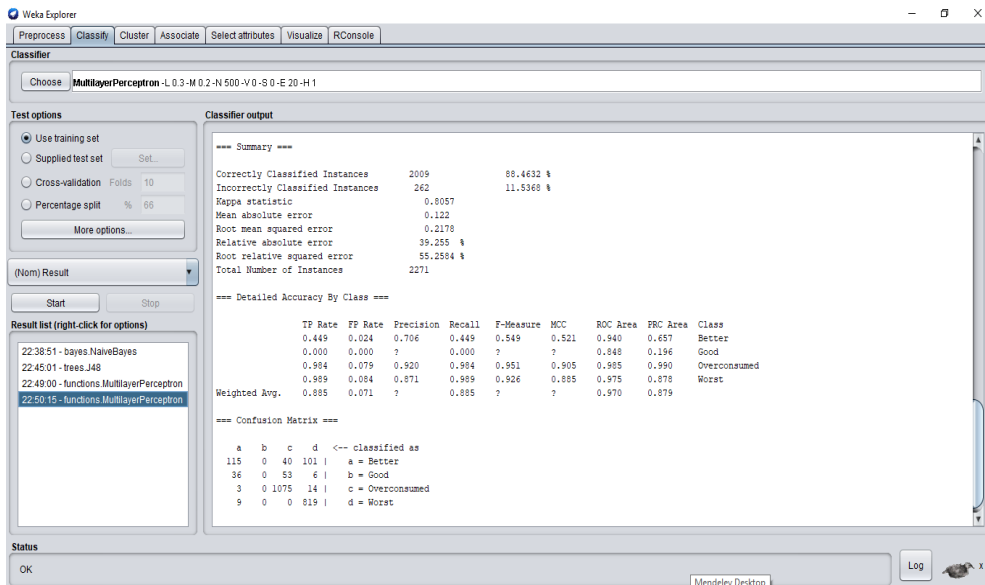 Weka Explorer
Preprocess Classify Cluster Associate Select attributes Visualize RConsole
Classifier
Choose MultilayerPerceptron -L 0.3 -M 0.2 -N 500 -V 0 -S 0 -E 20 -H 1
Test options
Use training set
Supplied test set Set...
Cross-validation Folds 10
Percentage split % 66
More options...
(Nom) Result
Start Stop
Result list (right-click for options)
22:38:51 - bayes.NaiveBayes
22:45:01 - trees.J48
22:49:00 - functions.MultilayerPerceptron
22:50:15 - functions.MultilayerPerceptron
Classifier output
=== Summary ===
Correctly Classified Instances 2009 88.4632 %
Incorrectly Classified Instances 262 11.5368 %
Kappa statistic 0.8057
Mean absolute error 0.122
Root mean squared error 0.2178
Relative absolute error 39.255 %
Root relative squared error 55.2584 %
Total Number of Instances 2271
=== Detailed Accuracy By Class ===
TP Rate FP Rate Precision Recall F-Measure MCC ROC Area PRC Area Class
0.449 0.024 0.706 0.449 0.549 0.521 0.940 0.657 Better
0.000 0.000 ? 0.000 ? ? 0.848 0.196 Good
0.984 0.079 0.920 0.984 0.951 0.905 0.985 0.990 Overconsumed
0.989 0.084 0.871 0.989 0.926 0.885 0.975 0.878 Worst
Weighted Avg. 0.885 0.071 ? 0.885 ? ? 0.970 0.879
=== Confusion Matrix ===
a b c d <-- classified as
115 0 40 101 | a = Better
36 0 53 6 | b = Good
3 0 1075 14 | c = Overconsumed
9 0 0 819 | d = Worst
Status
OK
Log
x 
Mendeley Desktop